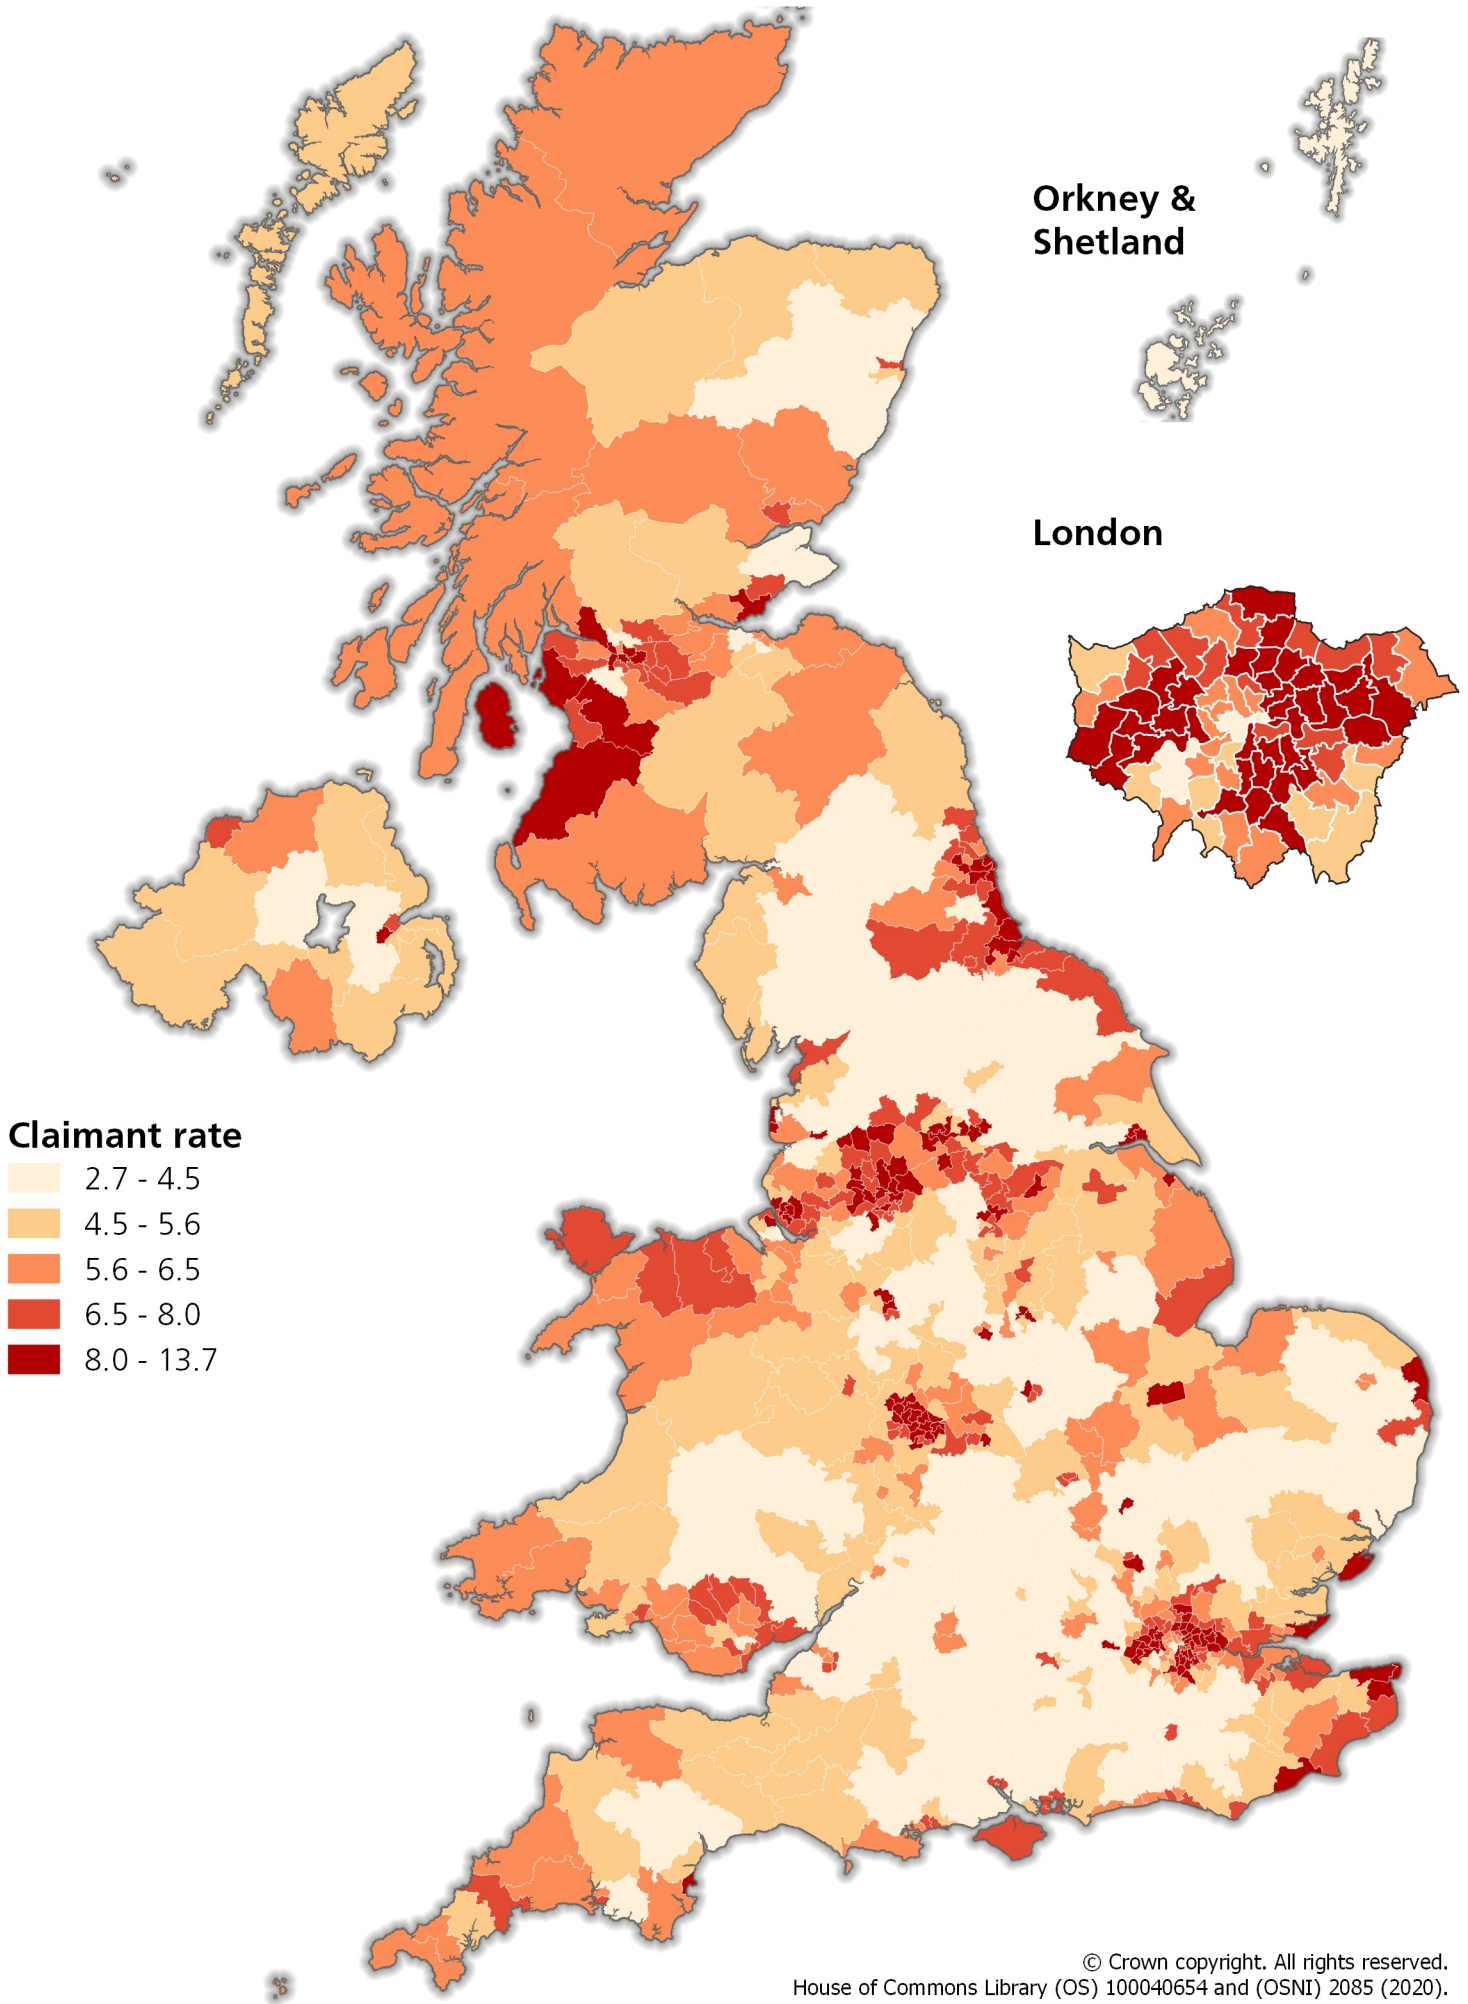 Orkney &
Shetland
London
Claimant rate
2.7 - 4.5
4.5 - 5.6
5.6 - 6.5
6.5 - 8.0
8.0 - 13.7
© Crown copyright. All rights reserved.
House of Commons Library (OS) 100040654 and (OSNI) 2085 (2020).